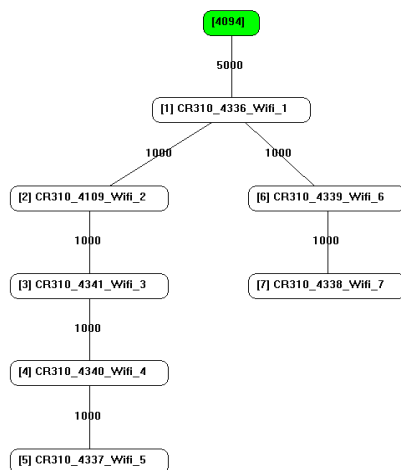 [4094]
5000
[1] CR310_4336_Wifi_1
1000 1000
[2] CR310_4109_Wifi_2 [6] CR310_4339_Wifi_6
1000 1000
[3] CR310_4341_Wifi_3 [7] CR310_4338_Wifi_7
1000
[4] CR310_4340_Wifi_4
1000
[5] CR310_4337_Wifi_5